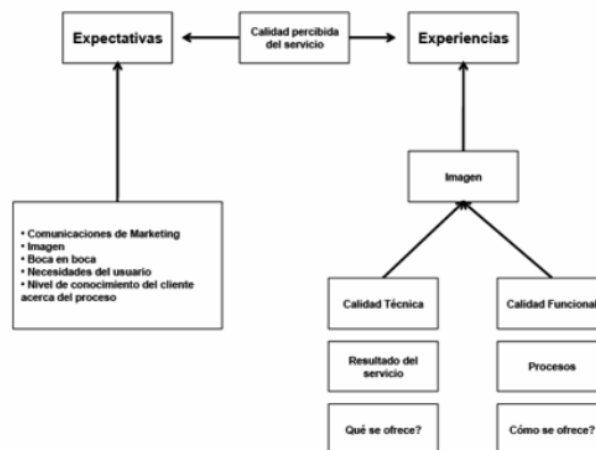 Expectativas
Calidad percibida
del servicio
Experiencias
Imagen
• Comunicaciones de Marketing
• Imagen
• Boca en boca
• Necesidades del usuario
• Nivel de conocimiento del cliente
acerca del proceso
Calidad Técnica
Calidad Funcional
Resultado del
servicio
Procesos
Qué se ofrece?
Cómo se ofrece?